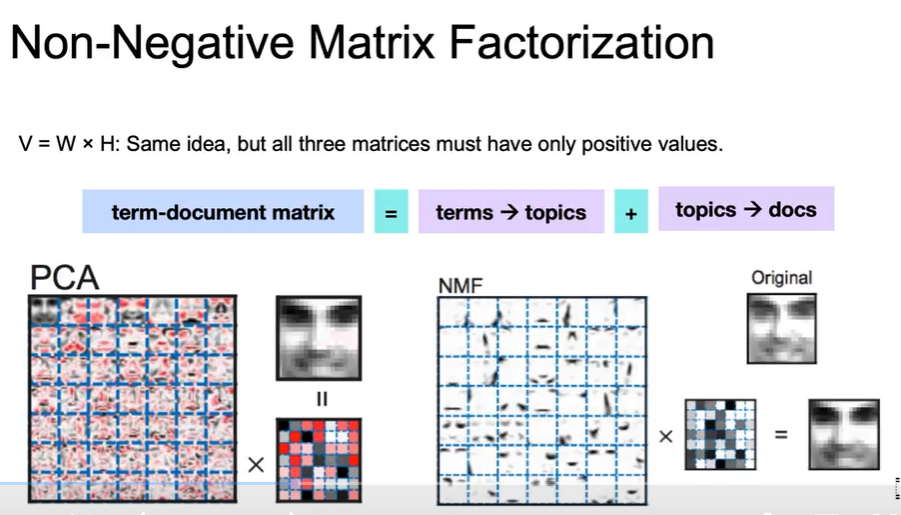 Non-Negative Matrix Factorization
V = W × H: Same idea, but all three matrices must have only positive values.
term-document matrix = terms → topics + topics → docs
PCA
NMF
Original
=
×
×
=